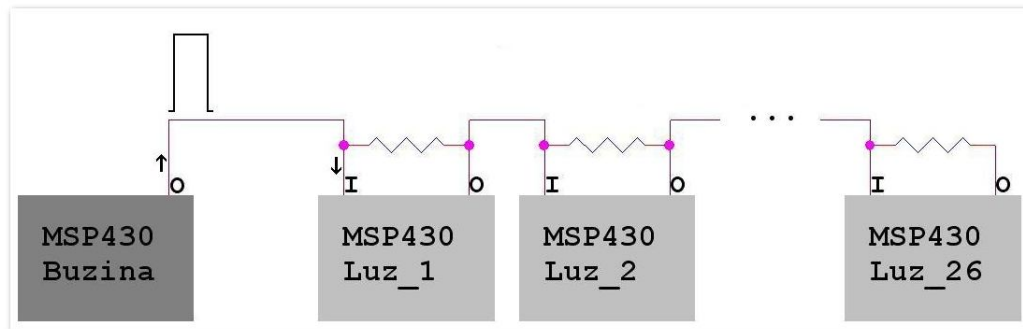 O
I
O
I
O
...
I
O
MSP430
Buzina
MSP430
Luz_1
MSP430
Luz_2
MSP430
Luz_26